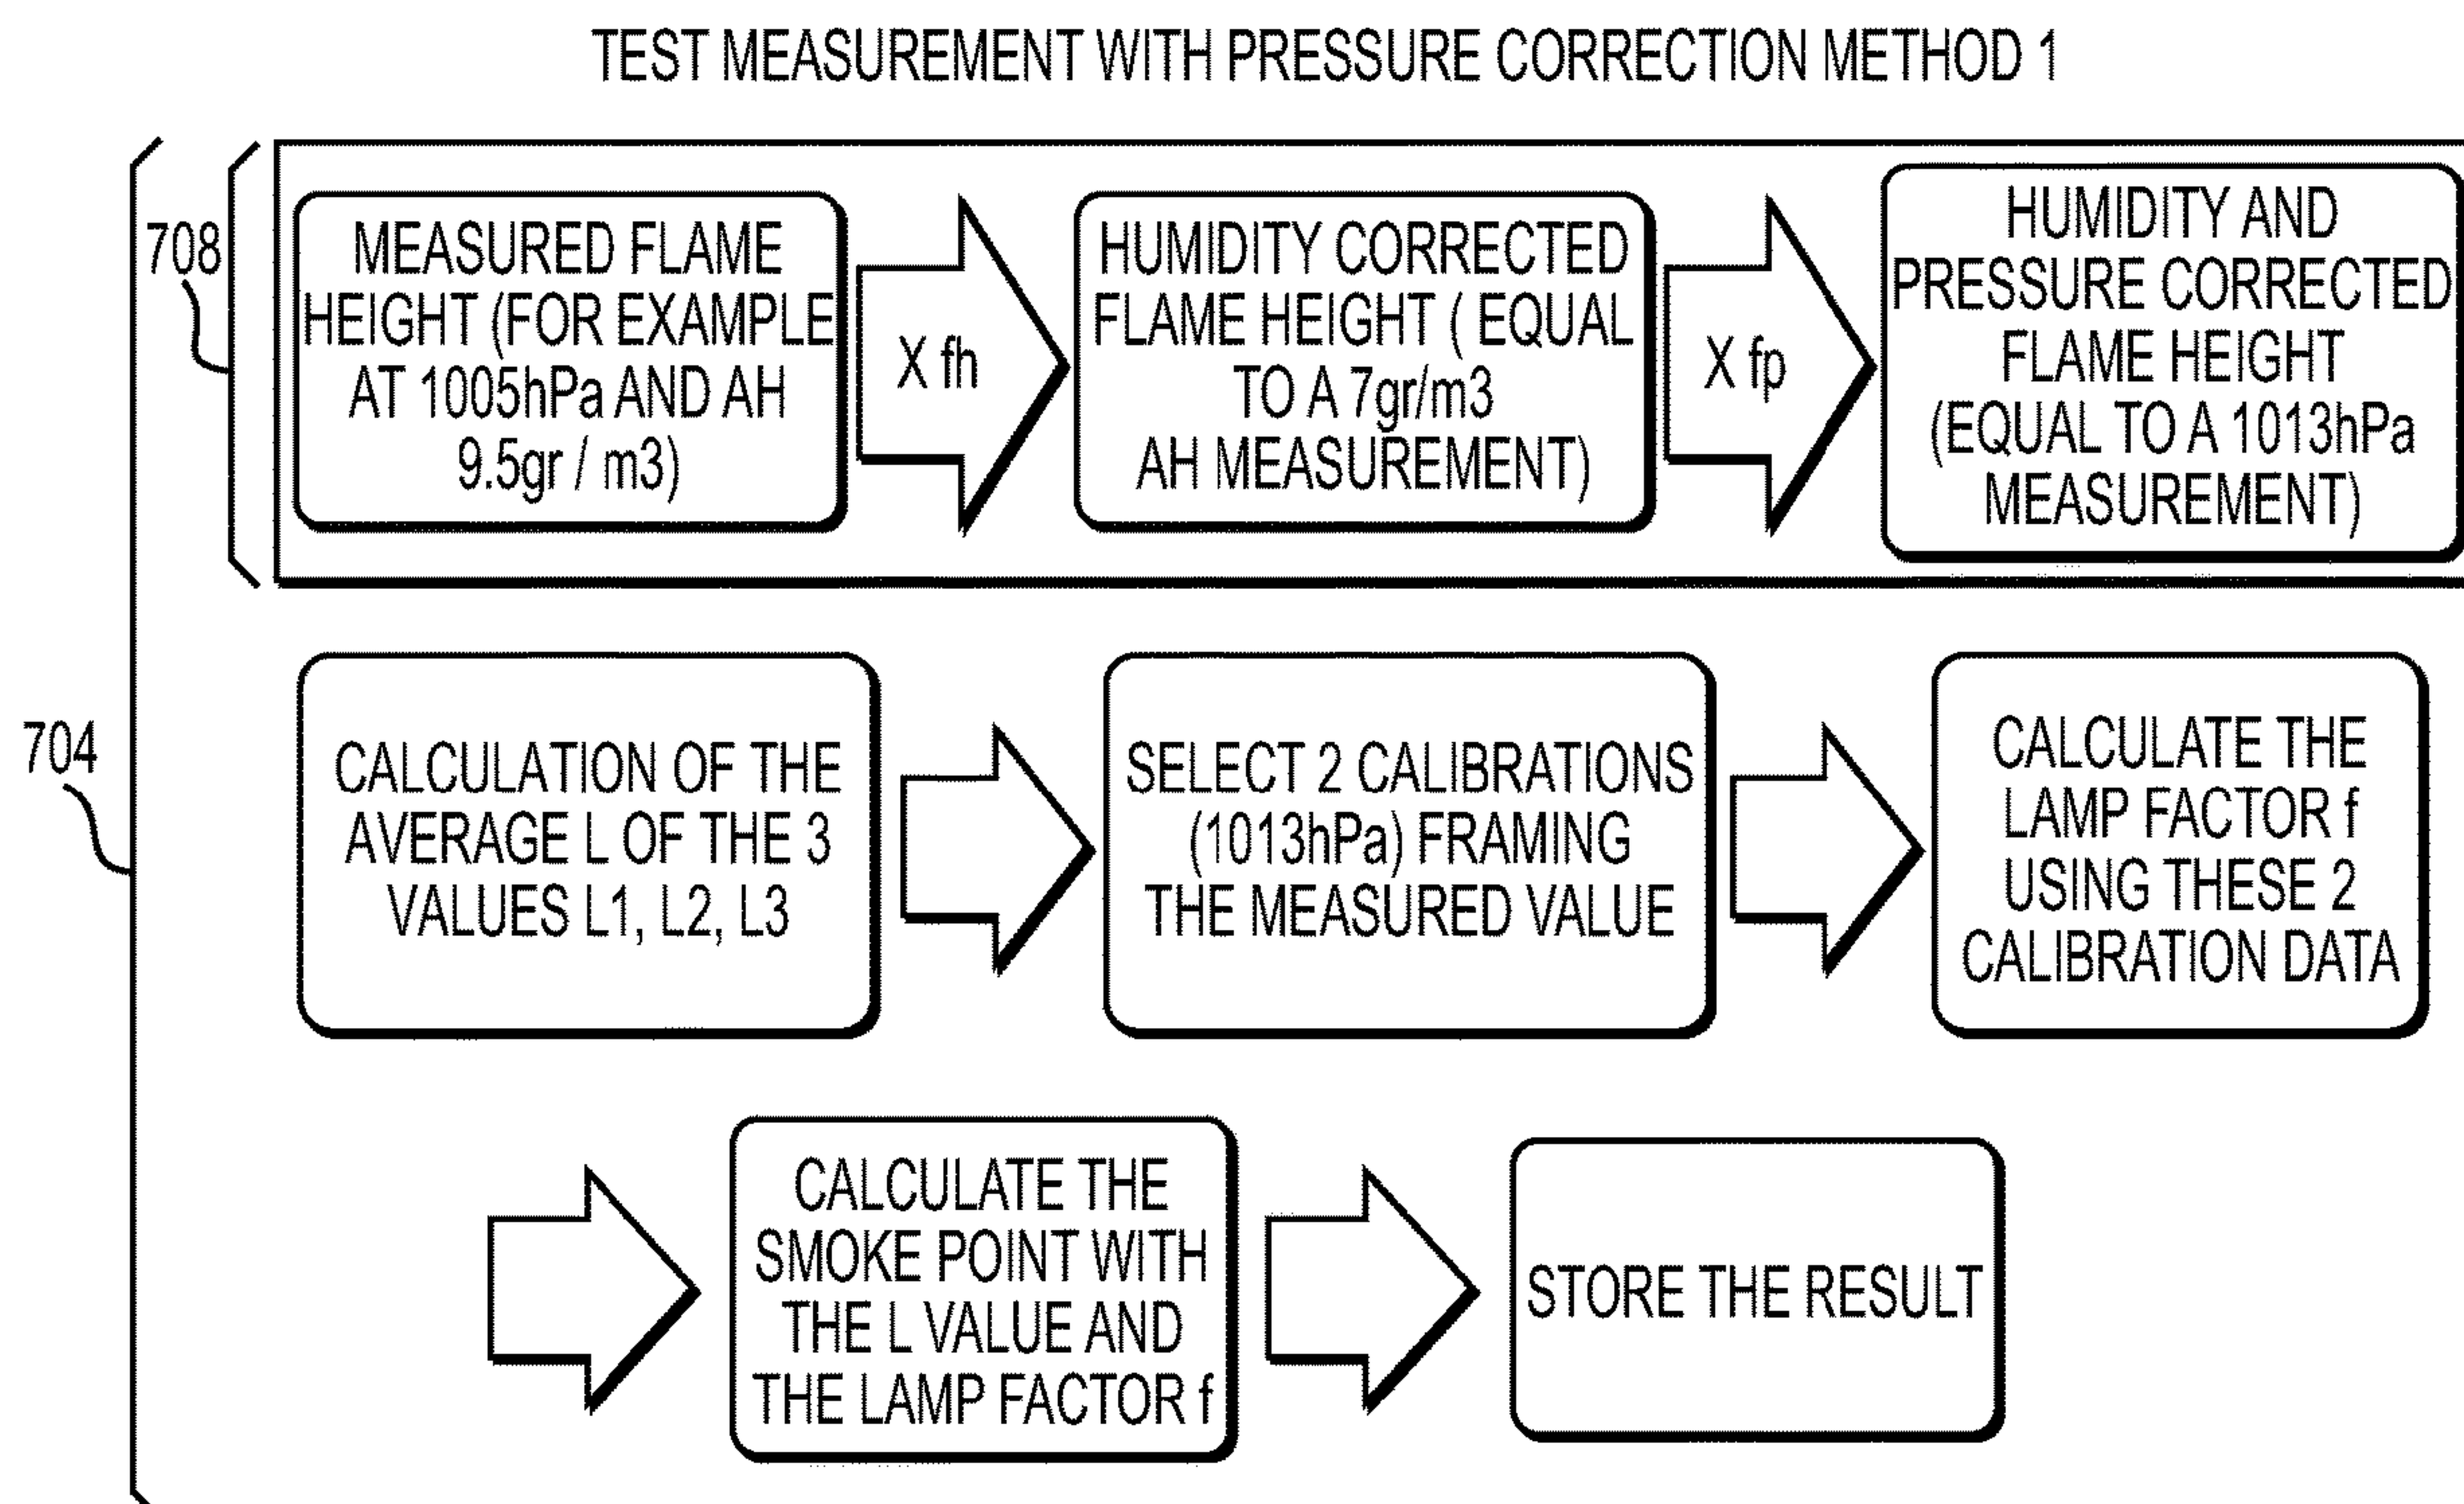 TEST MEASUREMENT WITH PRESSURE CORRECTION METHOD 1
708
MEASURED FLAME
HEIGHT (FOR EXAMPLE
AT 1005hPa AND AH
9.5gr / m3)
X fh
HUMIDITY CORRECTED
FLAME HEIGHT ( EQUAL
TO A 7gr/m3
AH MEASUREMENT)
X fp
HUMIDITY AND
PRESSURE CORRECTED
FLAME HEIGHT
(EQUAL TO A 1013hPa
MEASUREMENT)
704
CALCULATION OF THE
AVERAGE L OF THE 3
VALUES L1, L2, L3
SELECT 2 CALIBRATIONS
(1013hPa) FRAMING
THE MEASURED VALUE
CALCULATE THE
LAMP FACTOR f
USING THESE 2
CALIBRATION DATA
CALCULATE THE
SMOKE POINT WITH
THE L VALUE AND
THE LAMP FACTOR f
STORE THE RESULT